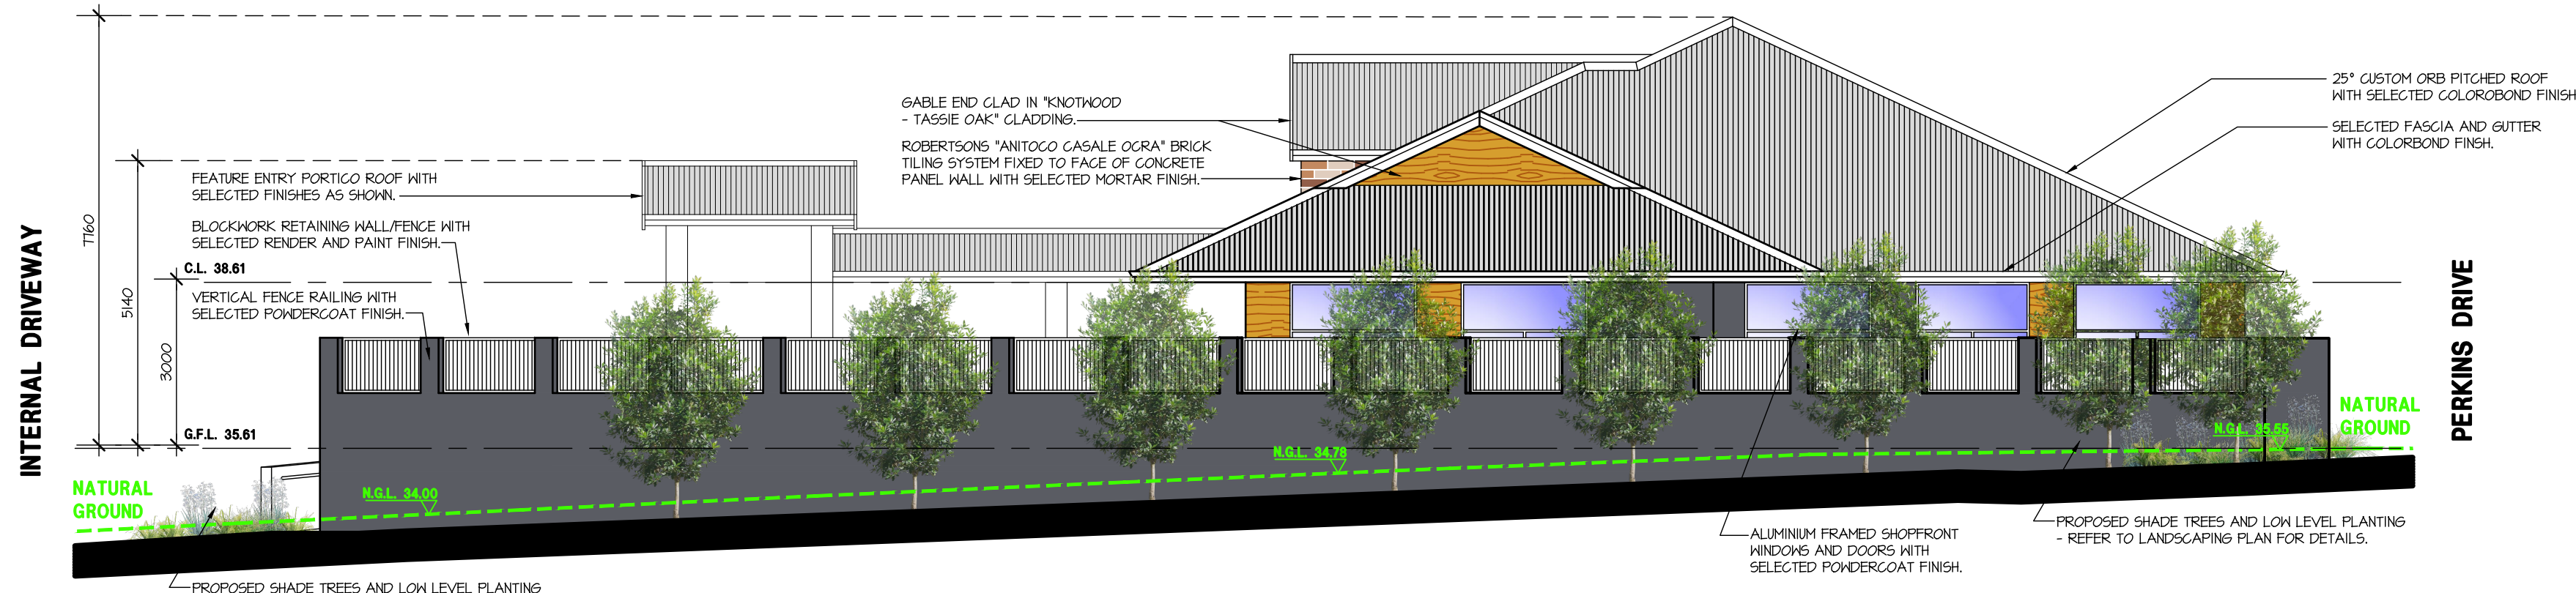 GABLE END CLAD IN "KNOTWOOD
- TASSIE OAK" CLADDING.
ROBERTSONS "ANITOCO CASALE OCRA" BRICK
TILING SYSTEM FIXED TO FACE OF CONCRETE
PANEL WALL WITH SELECTED MORTAR FINISH.
25° CUSTOM ORB PITCHED ROOF
WITH SELECTED COLOROBOND FINISH
SELECTED FASCIA AND GUTTER
WITH COLORBOND FINSH.
FEATURE ENTRY PORTICO ROOF WITH
SELECTED FINISHES AS SHOWN.
BLOCKWORK RETAINING WALL/FENCE WITH
SELECTED RENDER AND PAINT FINISH.
C.L. 38.61
VERTICAL FENCE RAILING WITH
SELECTED POWDERCOAT FINISH.
7760
5140
3000
INTERNAL DRIVEWAY
PERKINS DRIVE
G.F.L. 35.61
NATURAL
GROUND
N.G.L. 34.00
N.G.L. 34.78
N.G.L. 35.55
NATURAL
GROUND
ALUMINIUM FRAMED SHOPFRONT
WINDOWS AND DOORS WITH
SELECTED POWDERCOAT FINISH.
PROPOSED SHADE TREES AND LOW LEVEL PLANTING
- REFER TO LANDSCAPING PLAN FOR DETAILS.
PROPOSED SHADE TREES AND LOW LEVEL PLANTING